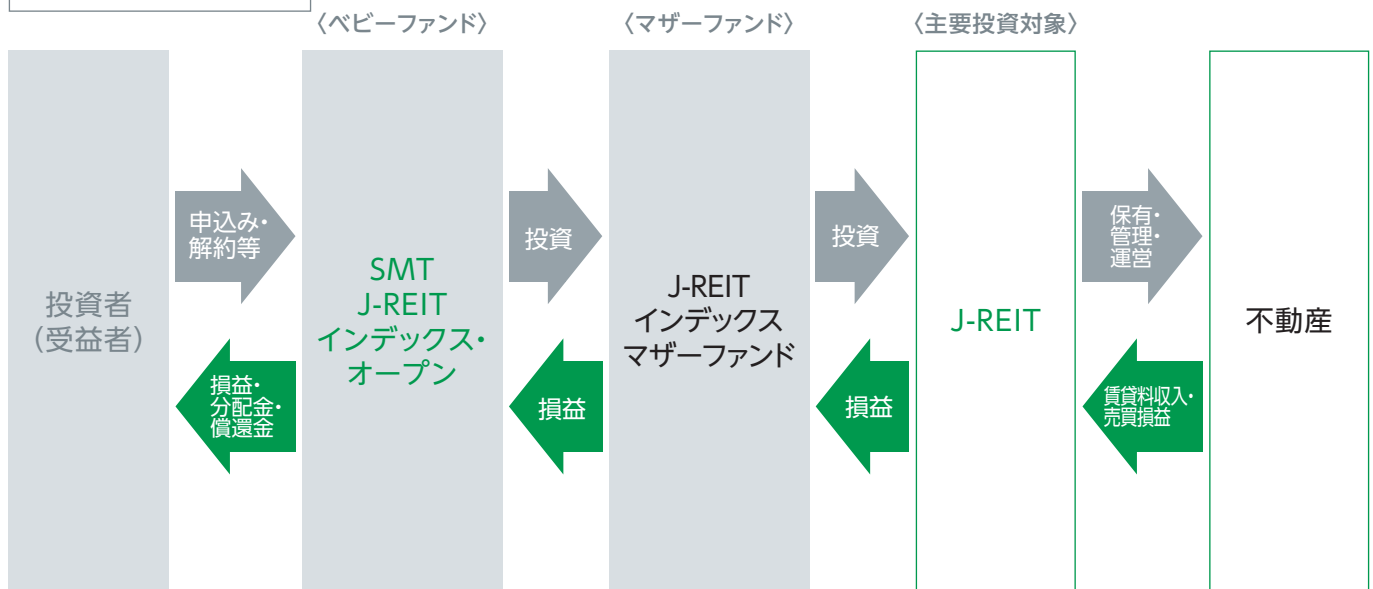 〈ベビーファンド〉
〈マザーファンド〉
〈主要投資対象〉
投資者
（受益者）
申込み・
解約等
損益・
分配金・
償還金
SMT
J-REIT
インデックス・
オープン
投資
損益
J-REIT
インデックス
マザーファンド
投資
損益
J-REIT
保有・
管理・
運営
賃貸料収入・
売買損益
不動産